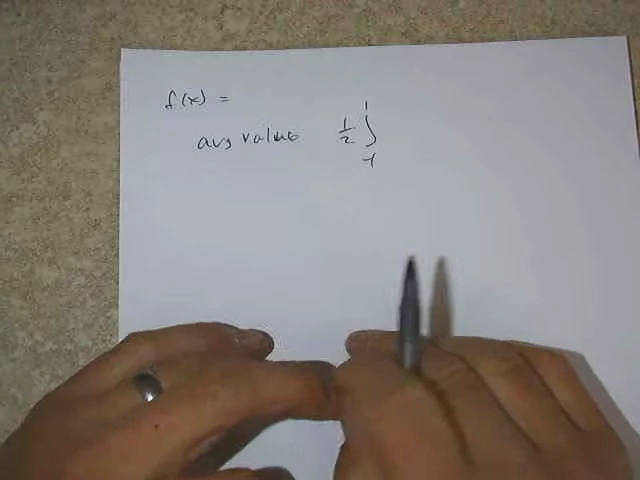 f(x) =
avg value 1/2 ∫_{-1}^{1}